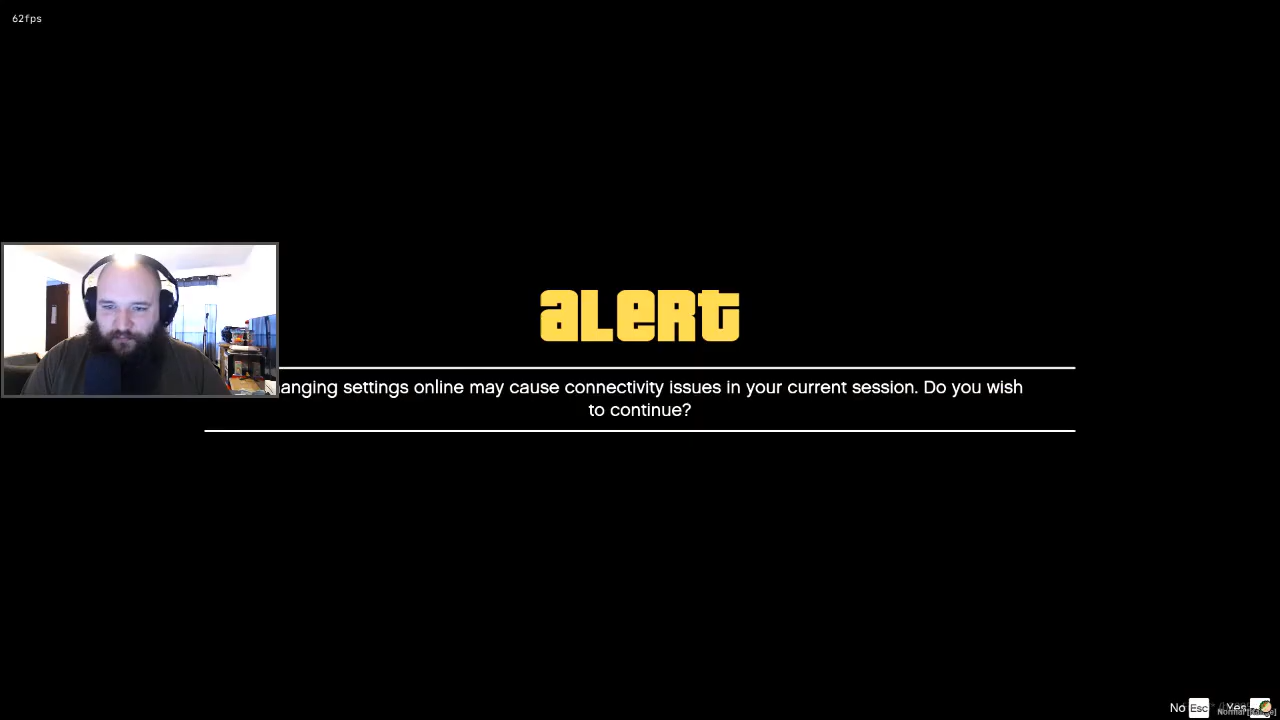 62fps
aLeRt
anging settings online may cause connectivity issues in your current session. Do you wish
to continue?
No Esc Yes